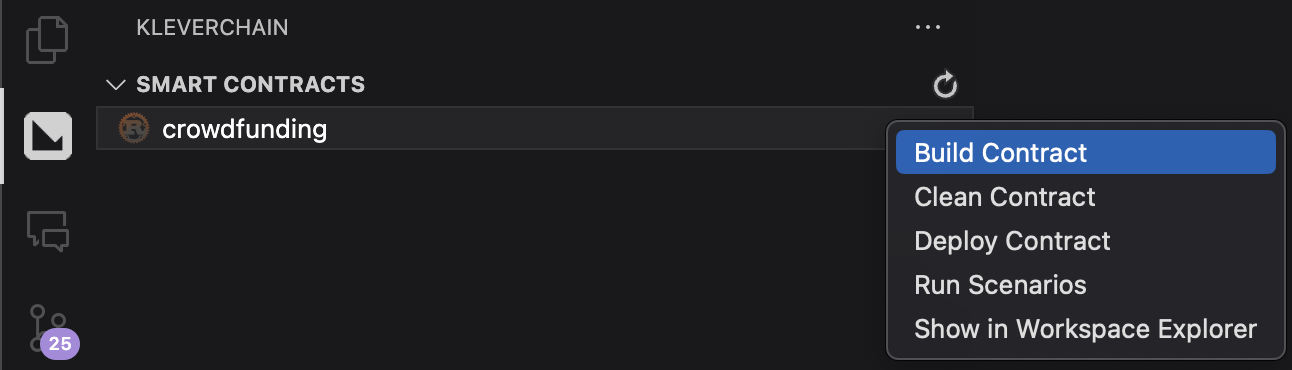 KLEVERCHAIN
SMART CONTRACTS
crowdfunding
Build Contract
Clean Contract
Deploy Contract
Run Scenarios
Show in Workspace Explorer
25